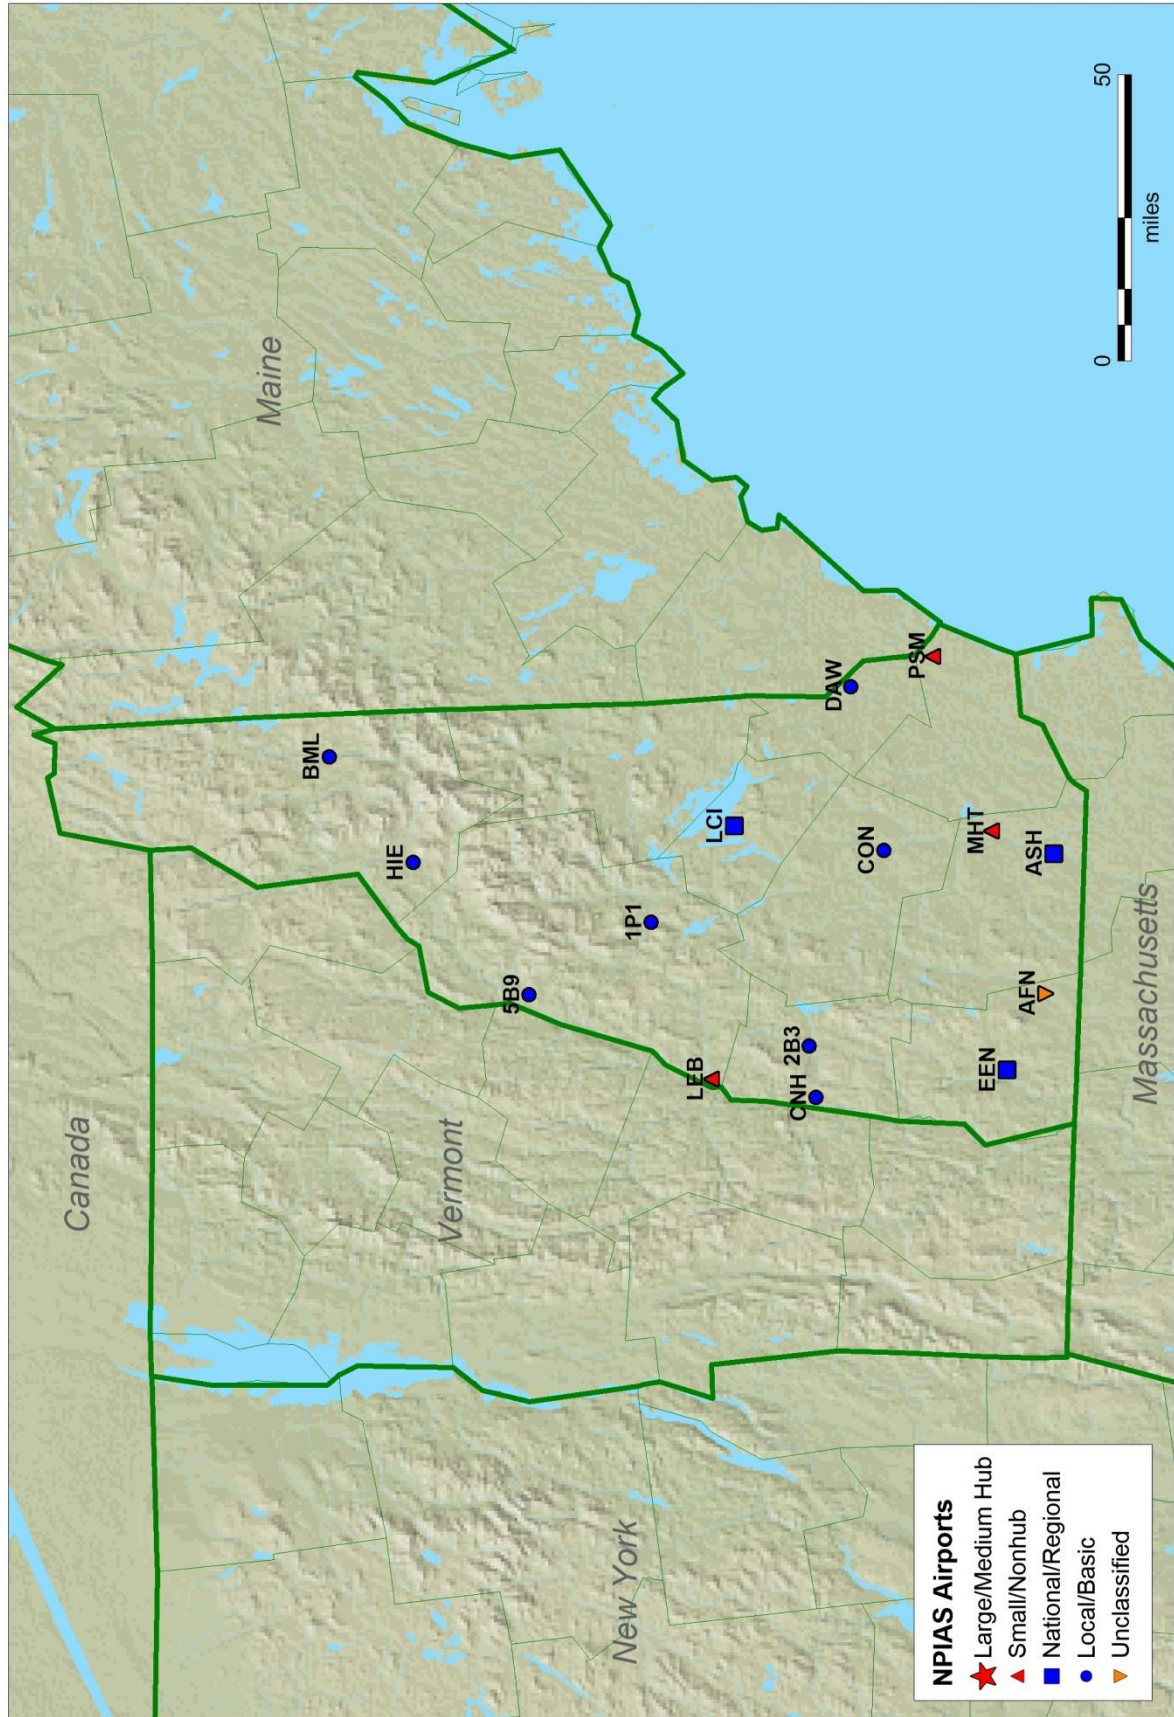 Canada
Maine
Vermont
New York
Massachusetts
BML
HIE
5B9
1P1
LEB
LCI
2B3
CNH
DAW
CON
PSM
MHT
EEN
AFN
ASH
NPIAS Airports
Large/Medium Hub
Small/Nonhub
National/Regional
Local/Basic
Unclassified
0 50
miles